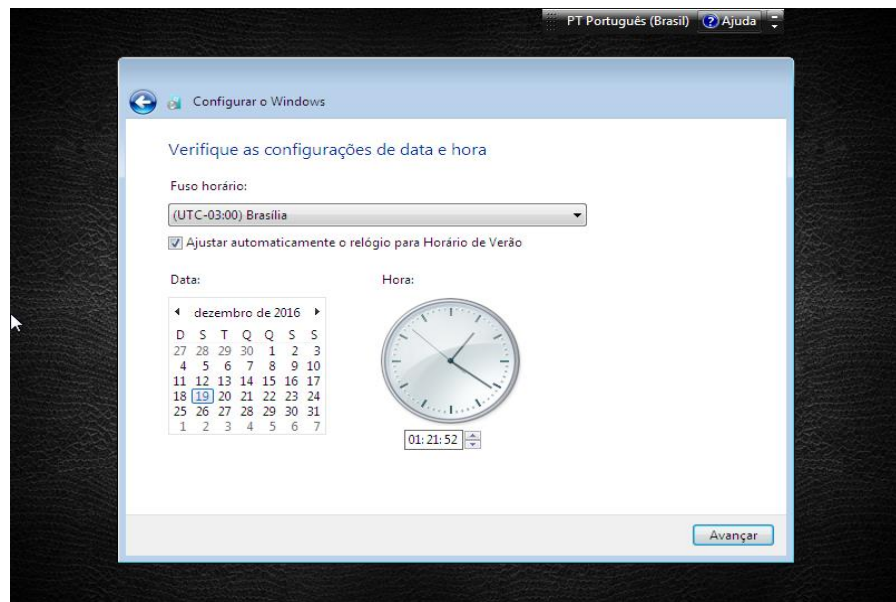 PT Português (Brasil) ? Ajuda
Configurar o Windows
Verifique as configurações de data e hora
Fuso horário:
(UTC-03:00) Brasília
Ajustar automaticamente o relógio para Horário de Verão
Data:
Hora:
dezembro de 2016
D S T Q Q S S
27 28 29 30 1 2 3
4 5 6 7 8 9 10
11 12 13 14 15 16 17
18 19 20 21 22 23 24
25 26 27 28 29 30 31
1 2 3 4 5 6 7
01:21:52
Avançar